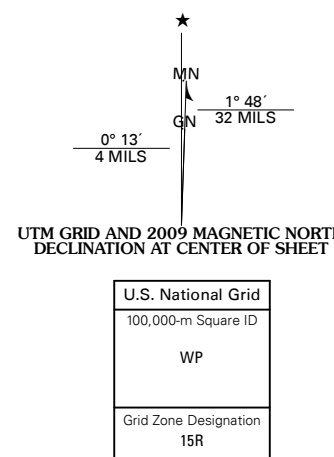 ★
MN
1° 48´
GN
32 MILS
0° 13´
4 MILS
UTM GRID AND 2009 MAGNETIC NORTH
DECLINATION AT CENTER OF SHEET
U.S. National Grid
100,000-m Square ID
WP
Grid Zone Designation
15R